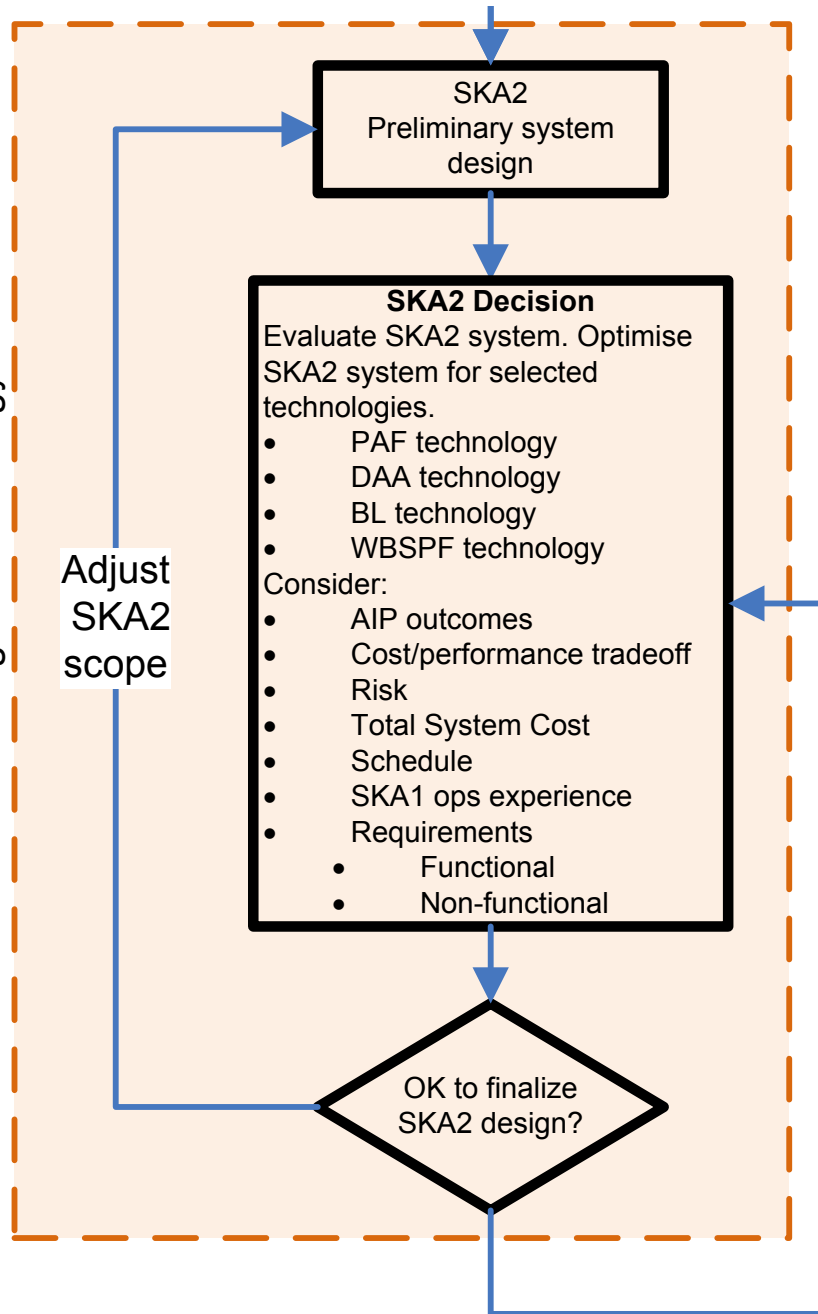 SKA2
Preliminary system
design
SKA2 Decision
Evaluate SKA2 system. Optimise
SKA2 system for selected
technologies.
• PAF technology
• DAA technology
• BL technology
• WBSPF technology
Consider:
• AIP outcomes
• Cost/performance tradeoff
• Risk
• Total System Cost
• Schedule
• SKA1 ops experience
• Requirements
• Functional
• Non-functional
Adjust
SKA2
scope
OK to finalize
SKA2 design?